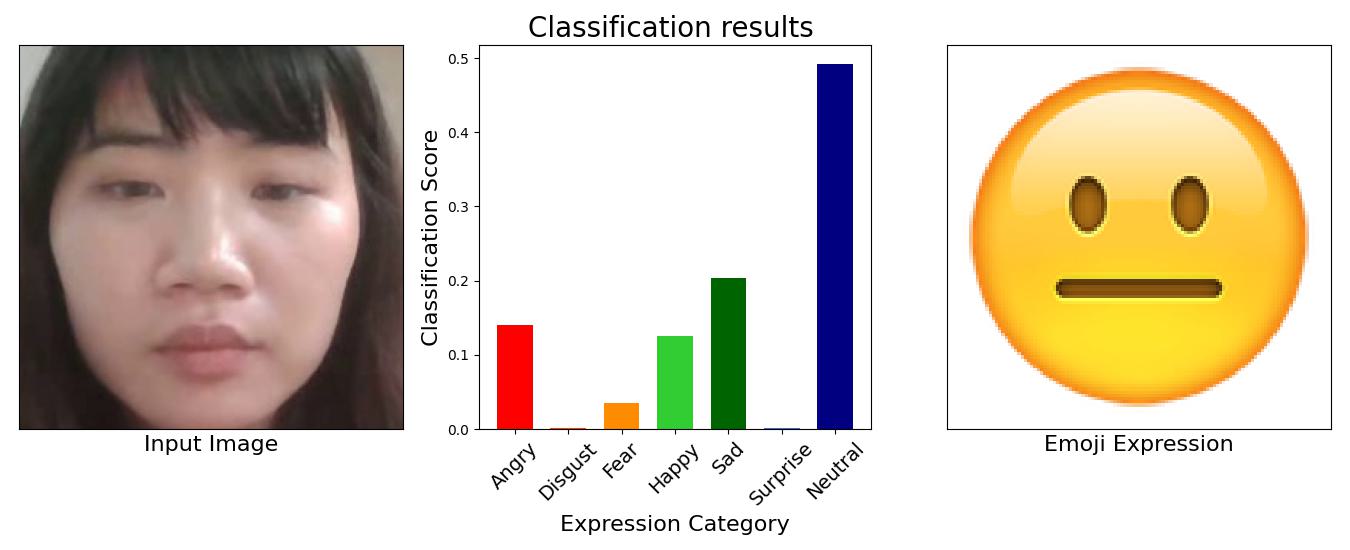 Classification results
Classification Score
0.5
0.4
0.3
0.2
0.1
0.0
Angry
Disgust
Fear
Happy
Sad
Surprise
Neutral
Expression Category
Input Image
Emoji Expression